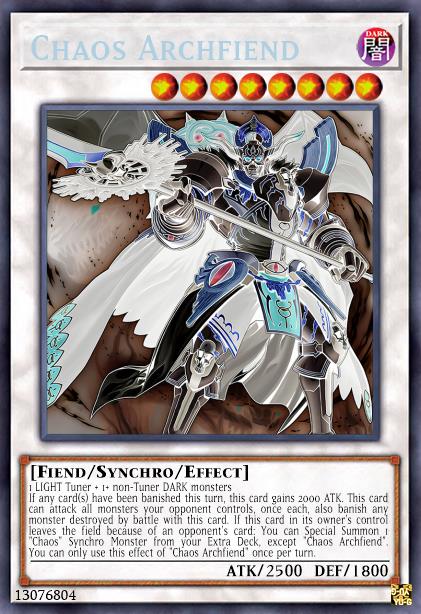 Chaos Archfiend
DARK
闇
[Fiend/Synchro/Effect]
1 LIGHT Tuner + 1+ non-Tuner DARK monsters
If any card(s) have been banished this turn, this card gains 2000 ATK. This card
can attack all monsters your opponent controls, once each, also banish any
monster destroyed by battle with this card. If this card in its owner's control
leaves the field because of an opponent's card: You can Special Summon 1
"Chaos" Synchro Monster from your Extra Deck, except "Chaos Archfiend".
You can only use this effect of "Chaos Archfiend" once per turn.
ATK/2500 DEF/1800
13076804